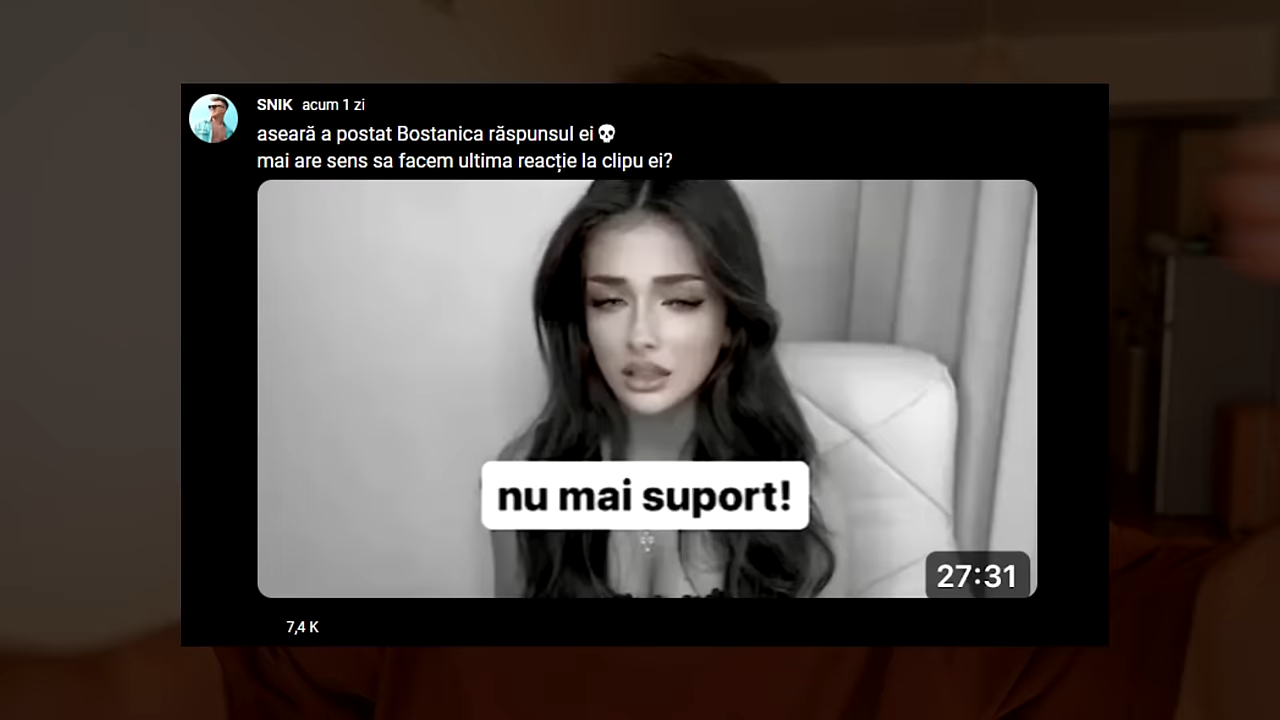 SNIK acum 1 zi
aseară a postat Bostanica răspunsul ei💀
mai are sens sa facem ultima reacție la clipu ei?
nu mai suport!
27:31
7,4 K